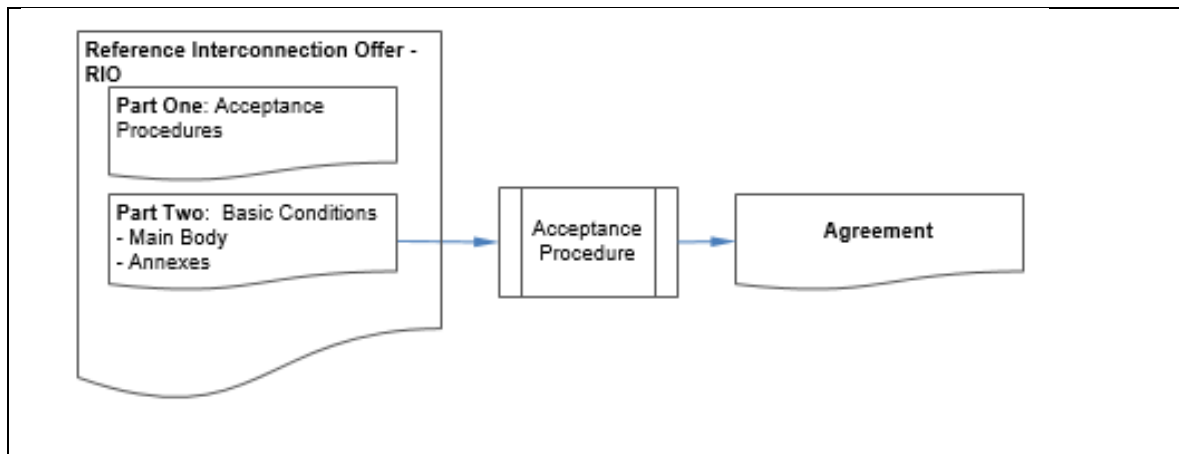 Reference Interconnection Offer -
RIO
Part One: Acceptance
Procedures
Part Two:  Basic Conditions
- Main Body
- Annexes
Acceptance
Procedure
Agreement